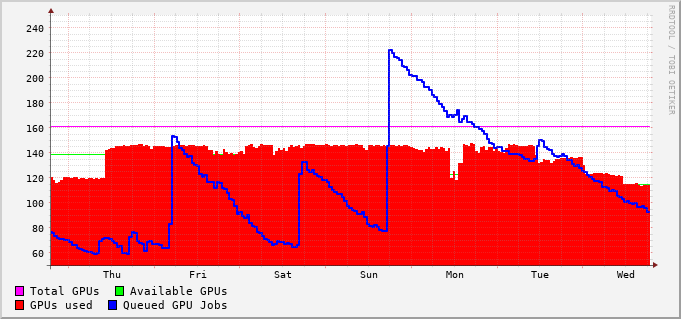 RRDTOOL / TOBI OETIKER
240
220
200
180
160
140
120
100
80
60
Thu Fri Sat Sun Mon Tue Wed
Total GPUs Available GPUs
GPUs used Queued GPU Jobs